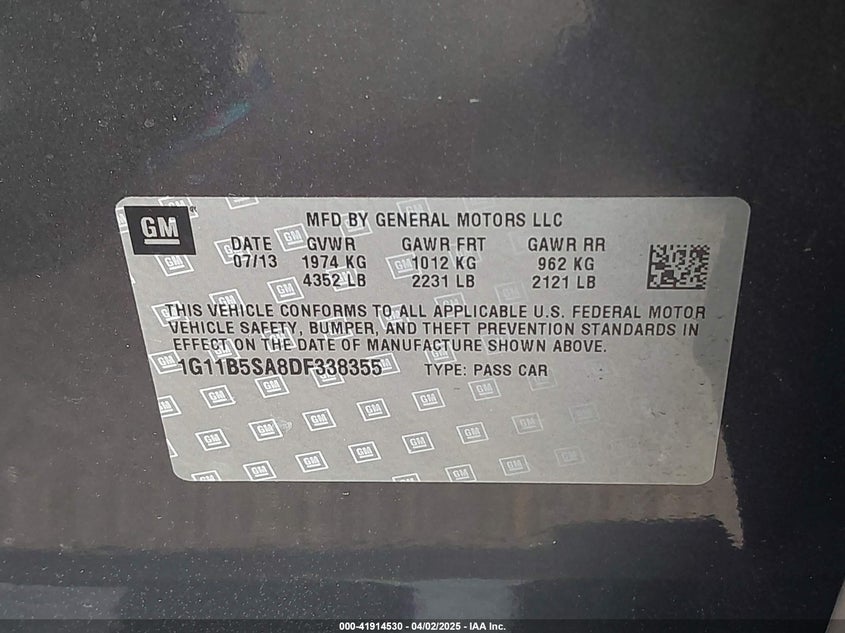 GM
MFD BY GENERAL MOTORS LLC
DATE GVWR GAWR FRT GAWR RR
07/13 1974 KG 1012 KG 962 KG
4352 LB 2231 LB 2121 LB
THIS VEHICLE CONFORMS TO ALL APPLICABLE U.S. FEDERAL MOTOR
VEHICLE SAFETY, BUMPER, AND THEFT PREVENTION STANDARDS IN
EFFECT ON THE DATE OF MANUFACTURE SHOWN ABOVE.
1G11B5SA8DF338355 TYPE: PASS CAR
000-41914530 - 04/02/2025 - IAA Inc.